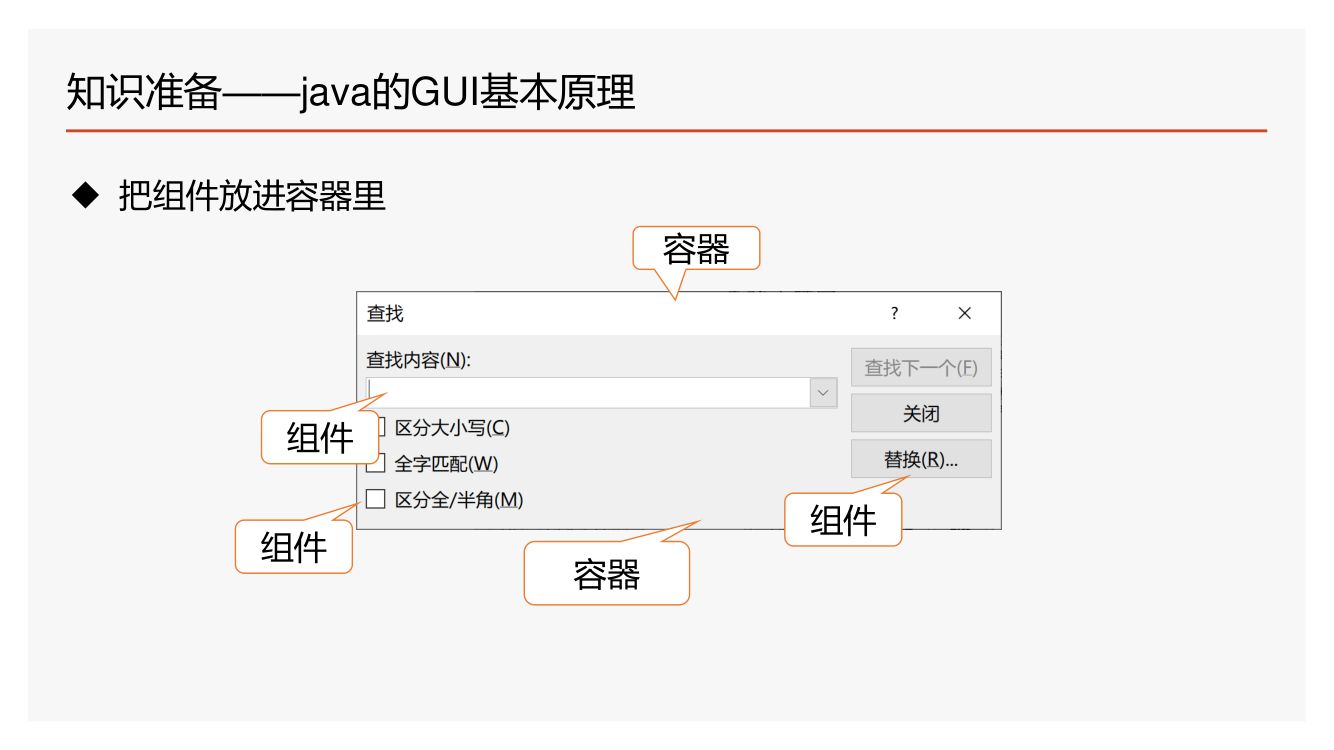 知识准备——java的GUI基本原理
◆ 把组件放进容器里
容器
查找 ? ×
查找内容(N):
查找下一个(F)
关闭
组件
区分大小写(C)
全字匹配(W)
替换(R)...
区分全/半角(M)
组件
组件
容器